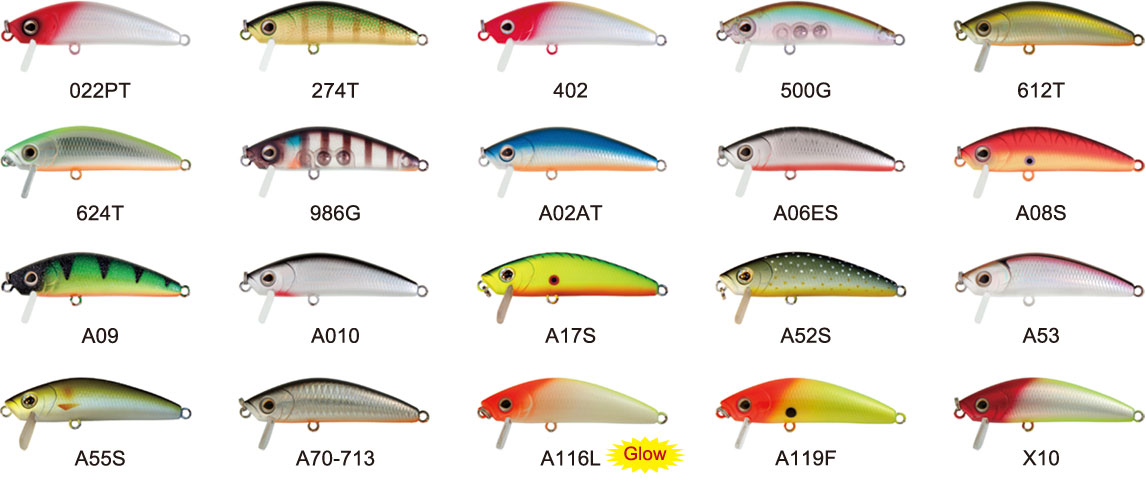 022PT
274T
402
500G
612T
624T
986G
A02AT
A06ES
A08S
A09
A010
A17S
A52S
A53
A55S
A70-713
A116L
Glow
A119F
X10